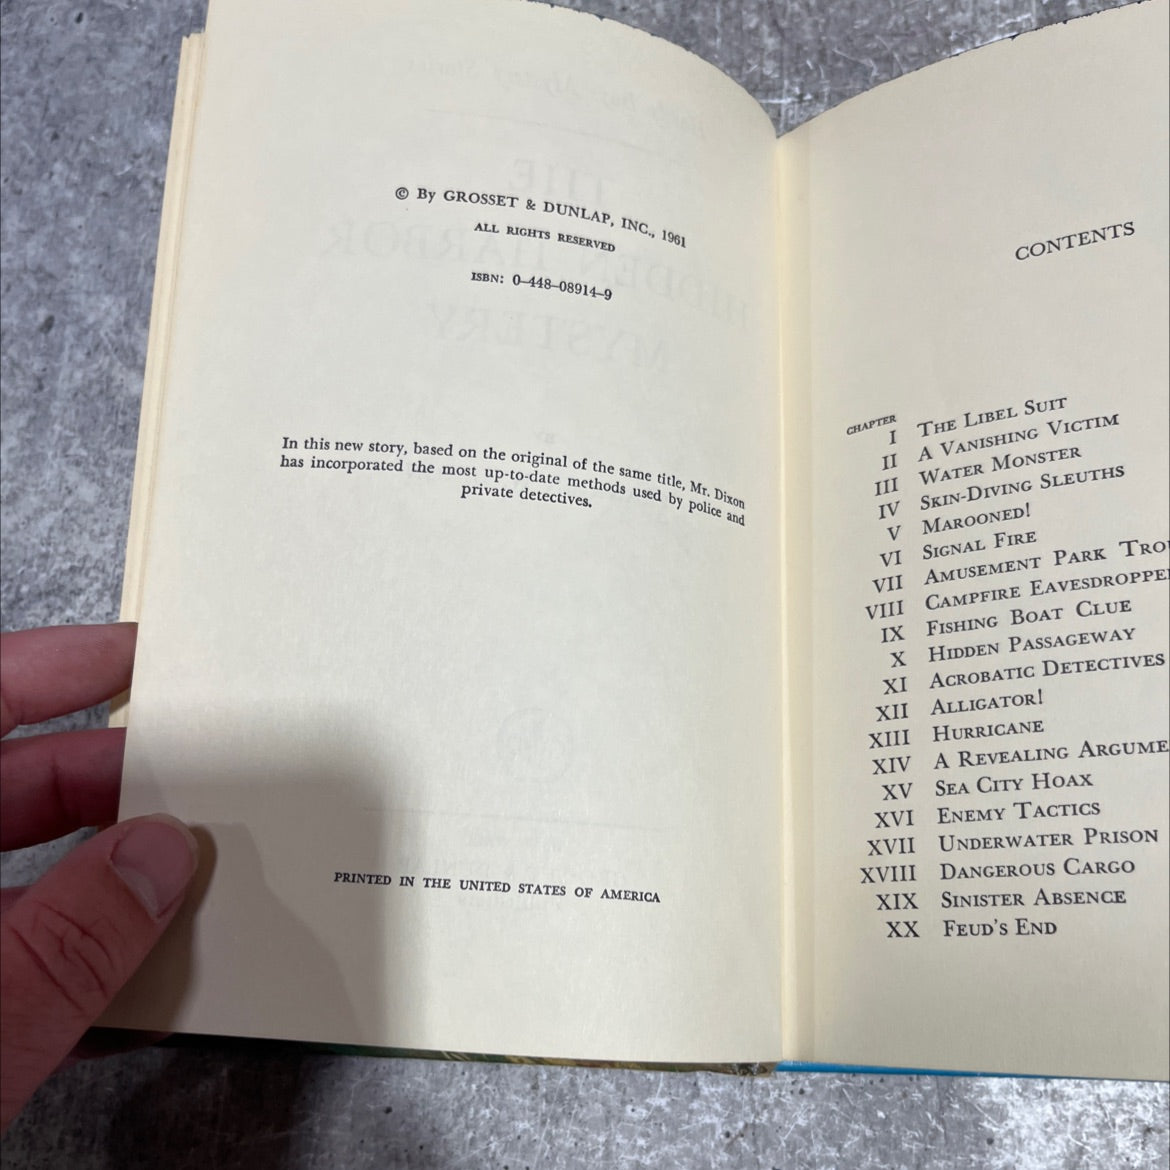 © By GROSSET & DUNLAP, INC., 1961
ALL RIGHTS RESERVED
ISBN: 0-448-08914-9
In this new story, based on the original of the same title, Mr. Dixon
has incorporated the most up-to-date methods used by police and
private detectives.
PRINTED IN THE UNITED STATES OF AMERICA
CONTENTS
CHAPTER
I THE LIBEL SUIT
II A VANISHING VICTIM
III WATER MONSTER
IV SKIN-DIVING SLEUTHS
V MAROONED!
VI SIGNAL FIRE
VII AMUSEMENT PARK TRO
VIII CAMPFIRE EAVESDROPPE
IX FISHING BOAT CLUE
X HIDDEN PASSAGEWAY
XI ACROBATIC DETECTIVES
XII ALLIGATOR!
XIII HURRICANE
XIV A REVEALING ARGUME
XV SEA CITY HOAX
XVI ENEMY TACTICS
XVII UNDERWATER PRISON
XVIII DANGEROUS CARGO
XIX SINISTER ABSENCE
XX FEUD'S END